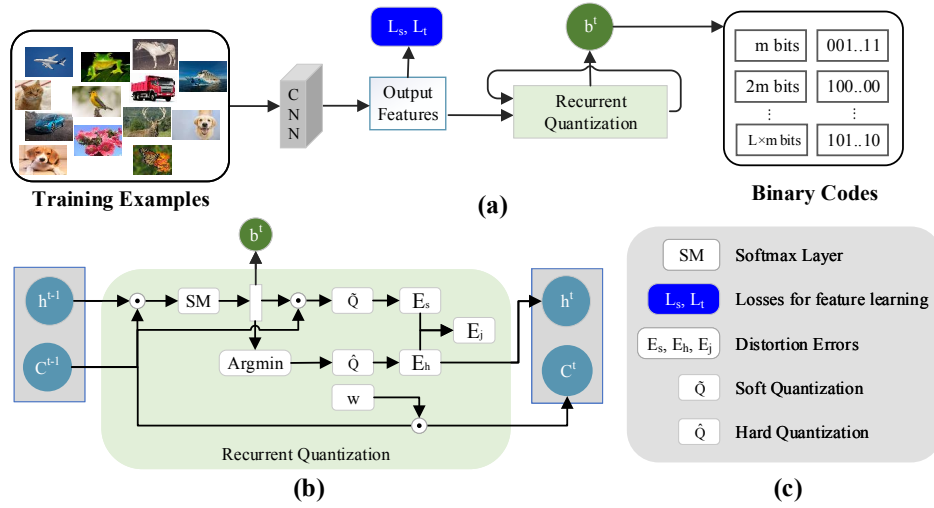 Training Examples
C
N
N
L_s, L_t
Output
Features
Recurrent
Quantization
b^t
m bits
001..11
2m bits
100..00
⋮
⋮
L×m bits
101..10
Binary Codes
(a)
b^t
h^{t-1}
C^{t-1}
SM
Q̃
E_s
E_j
Argmin
Q̂
E_h
w
h^t
C^t
Recurrent Quantization
(b)
SM Softmax Layer
L_s, L_t Losses for feature learning
E_s, E_h, E_j Distortion Errors
Q̃ Soft Quantization
Q̂ Hard Quantization
(c)